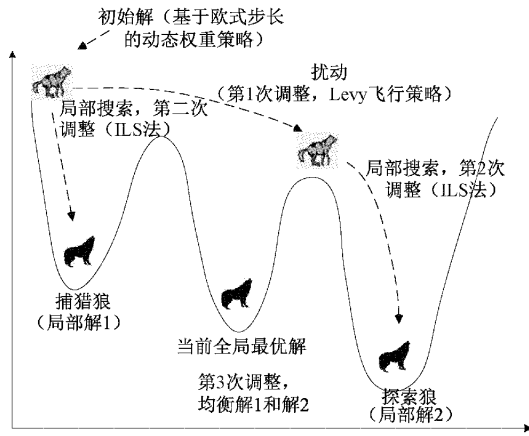 初始解（基于欧式步长
的动态权重策略）
扰动
（第1次调整，Levy飞行策略）
局部搜索，第二次
调整（ILS法）
局部搜索，第2次
调整（ILS法）
捕猎狼
（局部解1）
当前全局最优解
第3次调整，
均衡解1和解2
探索狼
（局部解2）